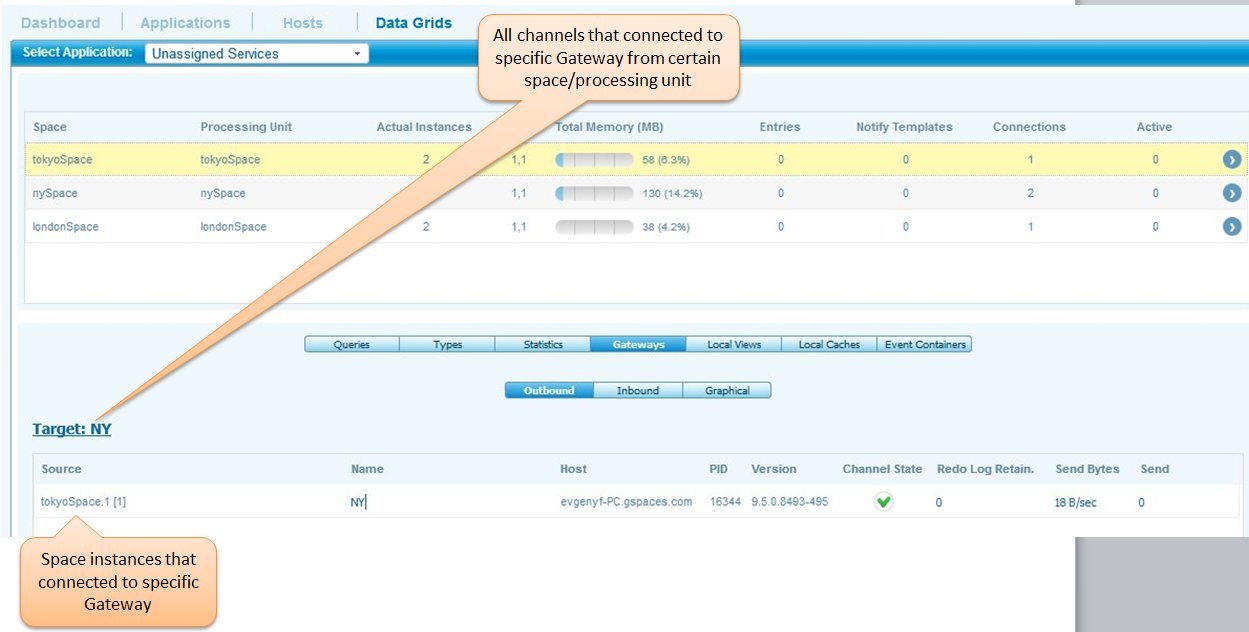 Dashboard Applications Hosts Data Grids
Select Application: Unassigned Services
All channels that connected to
specific Gateway from certain
space/processing unit
Space Processing Unit Actual Instances Total Memory (MB) Entries Notify Templates Connections Active
tokyoSpace tokyoSpace 2 1,1 58 (6.3%) 0 0 1 0
nySpace nySpace 1,1 130 (14.2%) 0 0 2 0
londonSpace londonSpace 2 1,1 38 (4.2%) 0 0 1 0
Queries Types Statistics Gateways Local Views Local Caches Event Containers
Outbound Inbound Graphical
Target: NY
Source Name Host PID Version Channel State Redo Log Retain. Send Bytes Send
tokyoSpace.1 [1] NY evgenyf-PC.gspaces.com 16344 9.5.0.8493-495 0 18 B/sec 0
Space instances that
connected to specific
Gateway